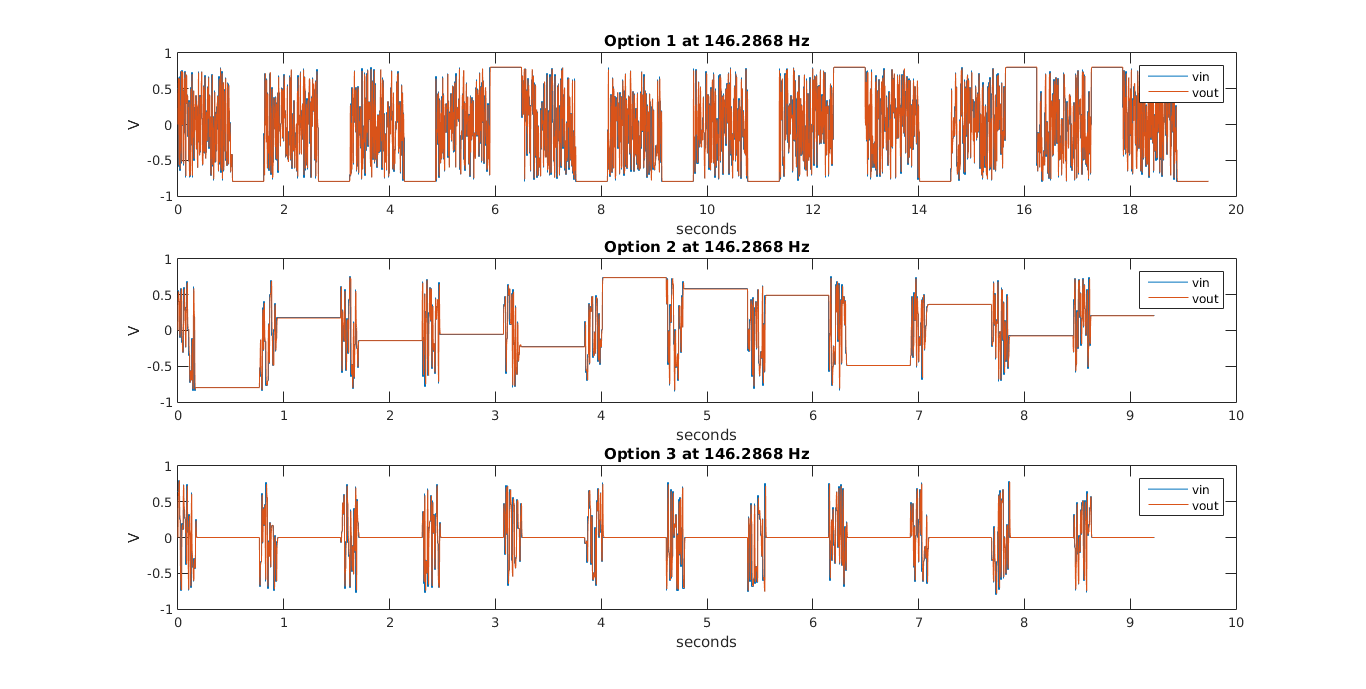 Option 1 at 146.2868 Hz
1
0.5
0
-0.5
-1
V
vin
vout
0 2 4 6 8 10 12 14 16 18 20
seconds
Option 2 at 146.2868 Hz
1
0.5
0
-0.5
-1
V
vin
vout
0 1 2 3 4 5 6 7 8 9 10
seconds
Option 3 at 146.2868 Hz
1
0.5
0
-0.5
-1
V
vin
vout
0 1 2 3 4 5 6 7 8 9 10
seconds